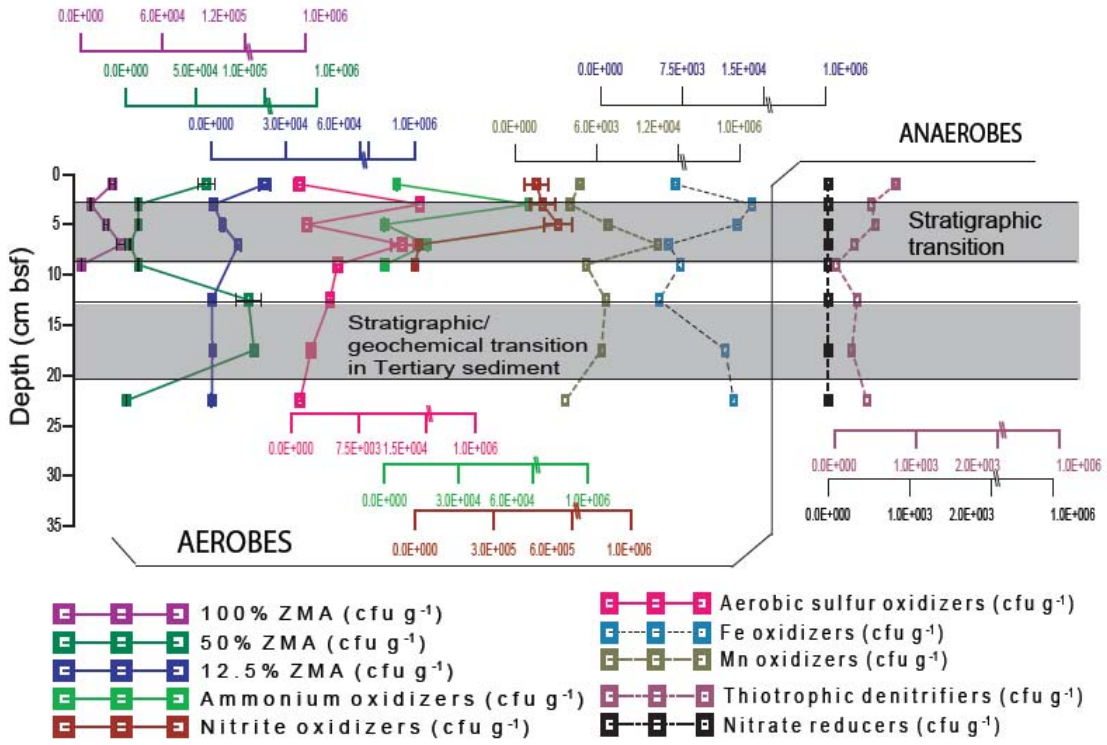 0.0E+000 6.0E+004 1.2E+005 1.0E+006
0.0E+000 5.0E+004 1.0E+005 1.0E+006
0.0E+000 7.5E+003 1.5E+004 1.0E+006
0.0E+000 3.0E+004 6.0E+004 1.0E+006
0.0E+000 6.0E+003 1.2E+004 1.0E+006
ANAEROBES
Depth (cm bsf)
0
5
10
15
20
25
30
35
Stratigraphic
transition
Stratigraphic/
geochemical transition
in Tertiary sediment
0.0E+000 7.5E+003 1.5E+004 1.0E+006
0.0E+000 3.0E+004 6.0E+004 1.0E+006
0.0E+000 3.0E+005 6.0E+005 1.0E+006
0.0E+000 1.0E+003 2.0E+003 1.0E+006
0.0E+000 1.0E+003 2.0E+003 1.0E+006
AEROBES
100% ZMA (cfu g⁻¹)
50% ZMA (cfu g⁻¹)
12.5% ZMA (cfu g⁻¹)
Ammonium oxidizers (cfu g⁻¹)
Nitrite oxidizers (cfu g⁻¹)
Aerobic sulfur oxidizers (cfu g⁻¹)
Fe oxidizers (cfu g⁻¹)
Mn oxidizers (cfu g⁻¹)
Thiotrophic denitrifiers (cfu g⁻¹)
Nitrate reducers (cfu g⁻¹)